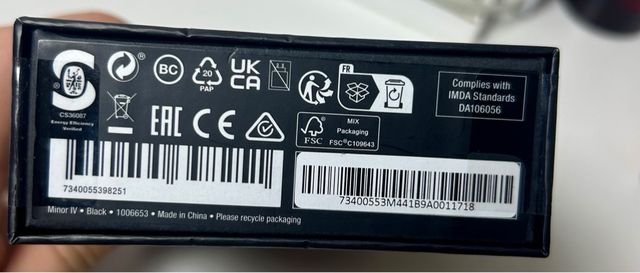 CS36087
Energy Efficiency
Verified
®
BC
20
PAP
UK
CA
FR
Complies with
IMDA Standards
DA106056
EAC CE
FSC
MIX
Packaging
FSC® C109643
7340055398251
73400553M441B9A0011718
Minor IV • Black • 1006653 • Made in China • Please recycle packaging